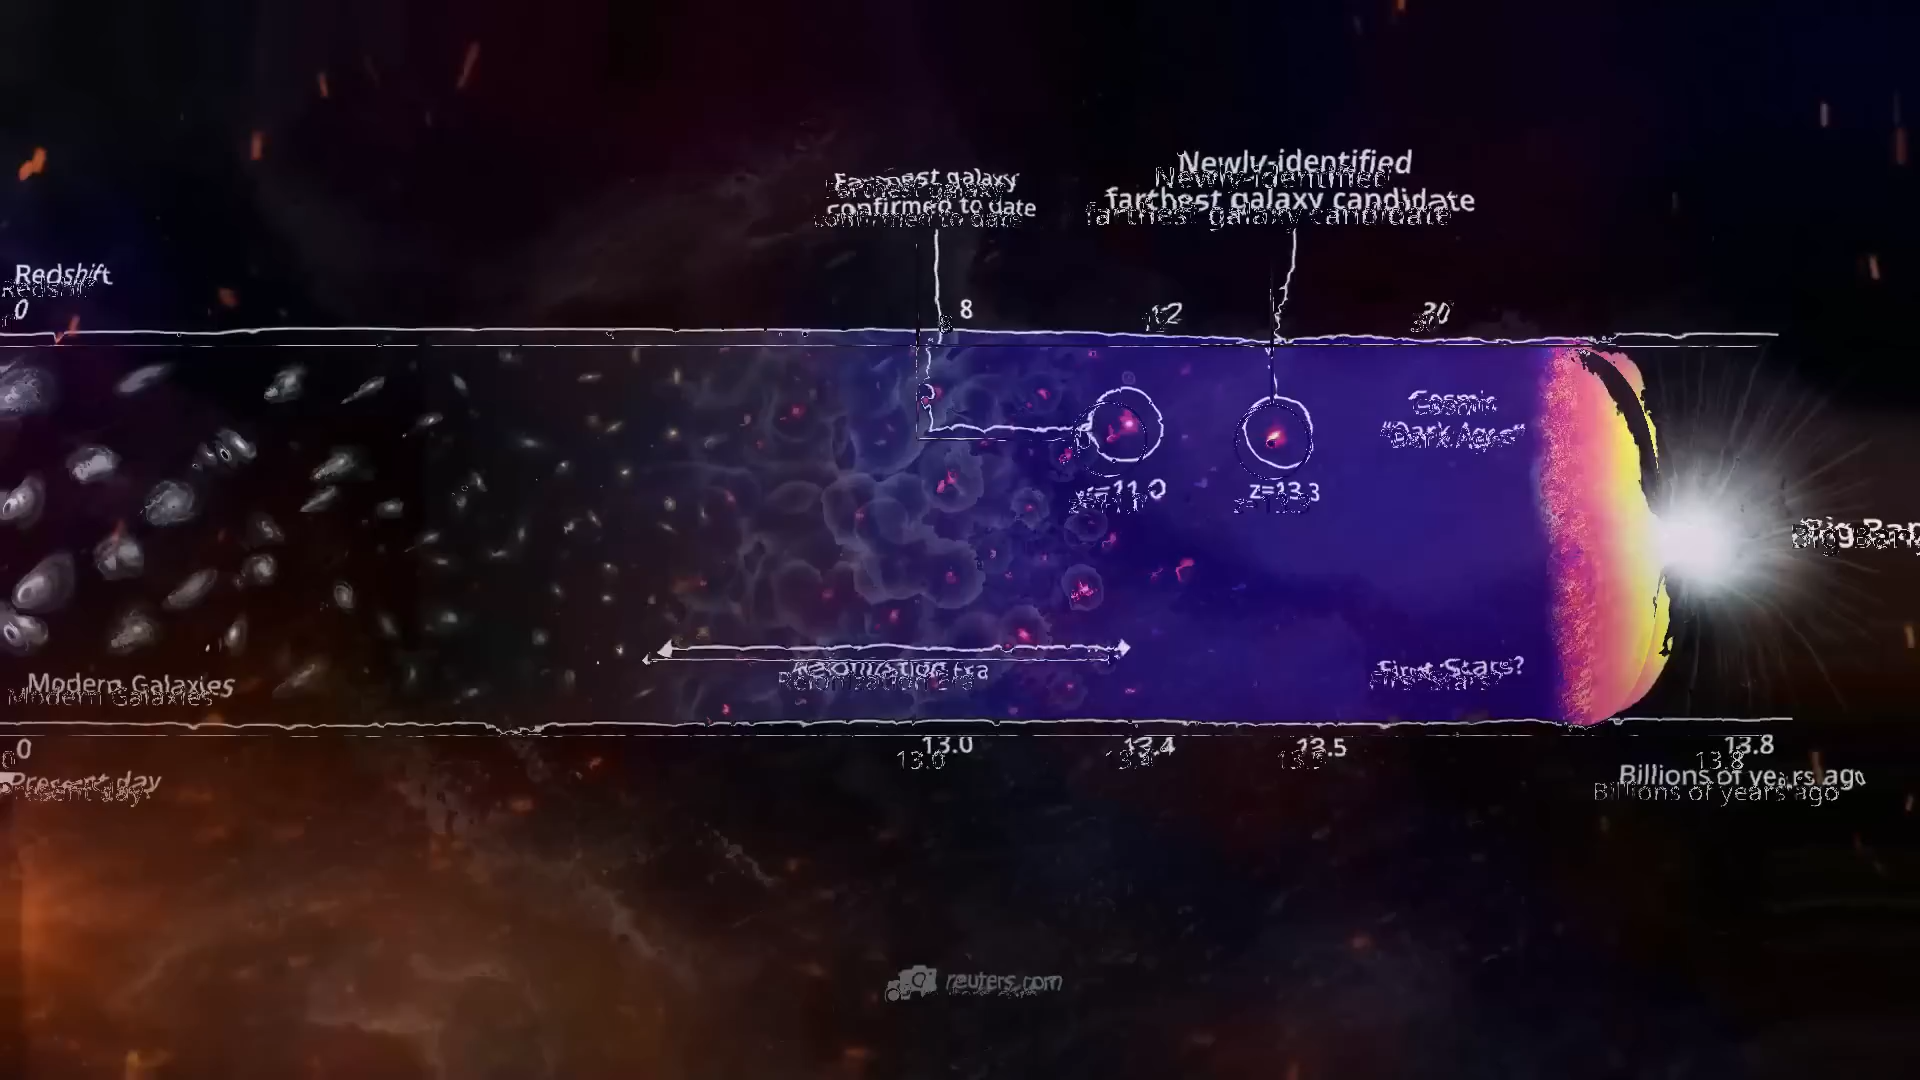 Farthest galaxy
confirmed to date
Newly-identified
farthest galaxy candidate
Redshift
0
8
12
20
Cosmic
"Dark Ages"
z=11.0
z=13.3
Big Bang
Reionization Era
First Stars?
Modern Galaxies
0
13.0
13.4
13.5
13.8
Present day
Billions of years ago
reuters.com